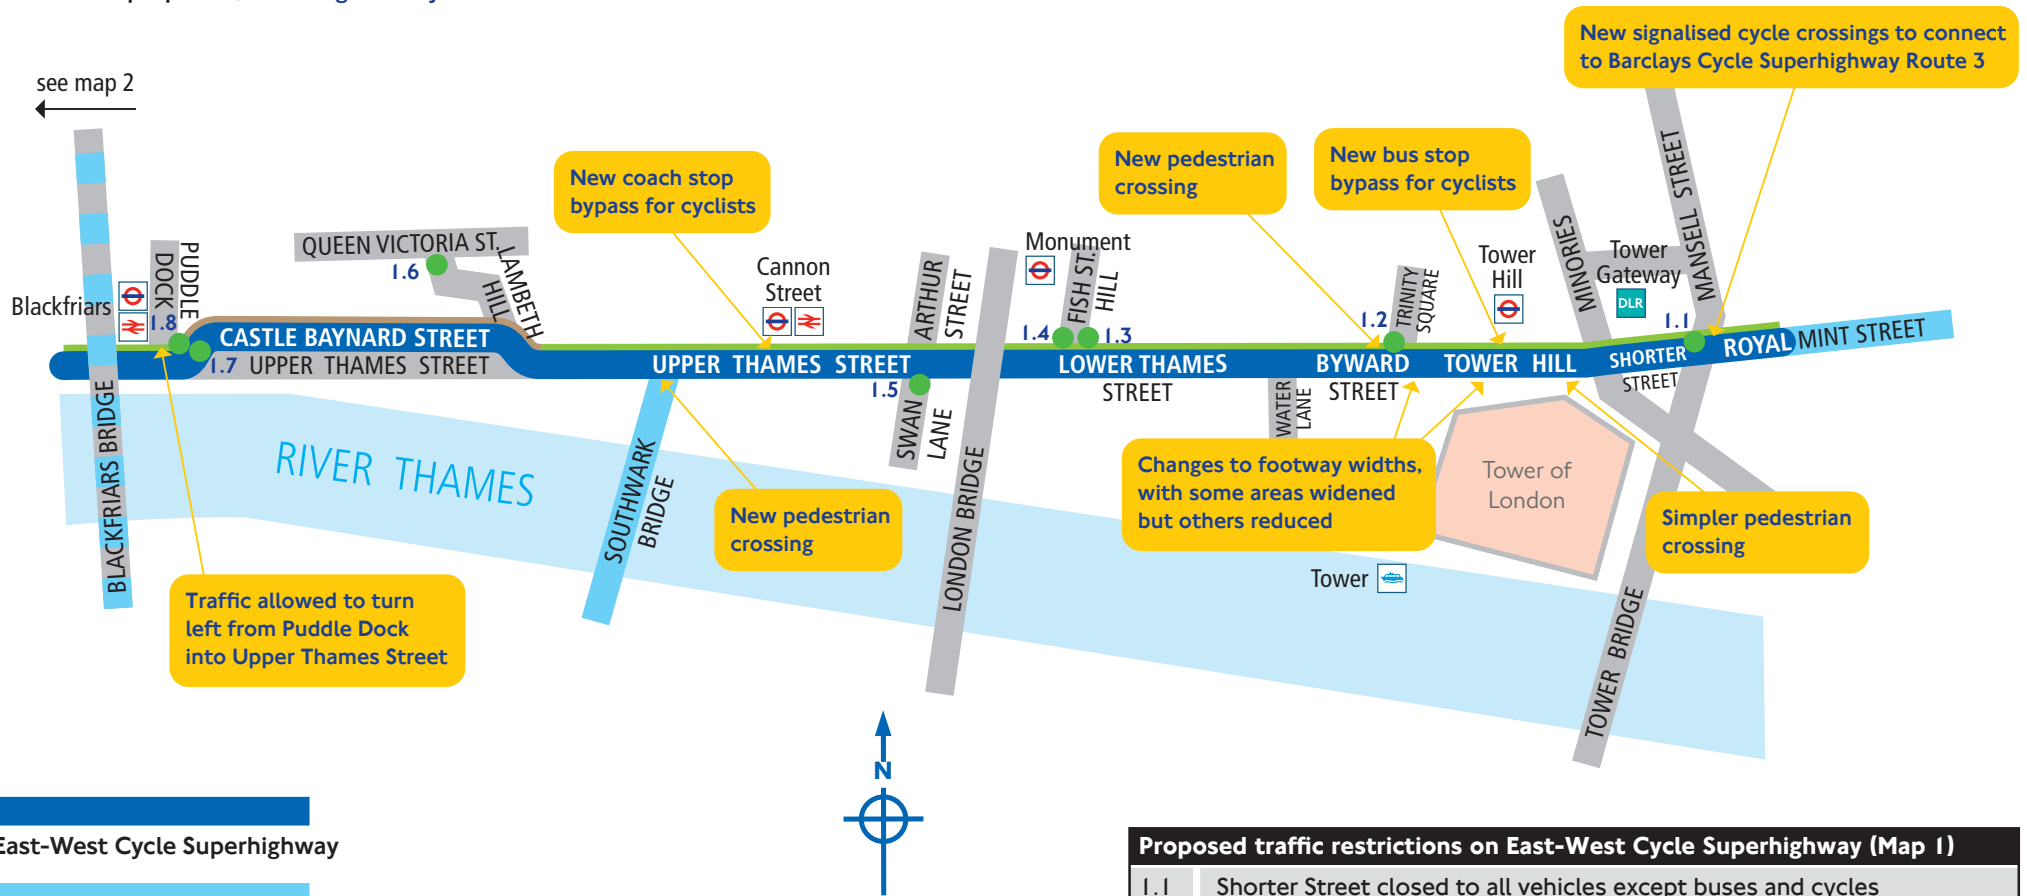 New signalised cycle crossings to connect
to Barclays Cycle Superhighway Route 3
see map 2
New coach stop
bypass for cyclists
New pedestrian
crossing
New bus stop
bypass for cyclists
MANSELL STREET
MINORIES
Tower
Gateway
DLR
Tower
Hill
TRINITY
SQUARE
1.2
1.1
Monument
FISH ST.
HILL
1.4
1.3
ARTHUR
STREET
Cannon
Street
QUEEN VICTORIA ST.
LAMBETH
HILL
1.6
PUDDLE
DOCK
Blackfriars
1.8
CASTLE BAYNARD STREET
1.7
UPPER THAMES STREET
UPPER THAMES STREET
1.5
LOWER THAMES
STREET
BYWARD
STREET
TOWER HILL
SHORTER
STREET
ROYAL MINT STREET
WATER
LANE
SWAN
LANE
BLACKFRIARS BRIDGE
RIVER THAMES
SOUTHWARK
BRIDGE
LONDON BRIDGE
New pedestrian
crossing
Changes to footway widths,
with some areas widened
but others reduced
Tower of
London
Simpler pedestrian
crossing
Tower
TOWER BRIDGE
Traffic allowed to turn
left from Puddle Dock
into Upper Thames Street
N
East-West Cycle Superhighway
Proposed traffic restrictions on East-West Cycle Superhighway (Map 1)
1.1 Shorter Street closed to all vehicles except buses and cycles